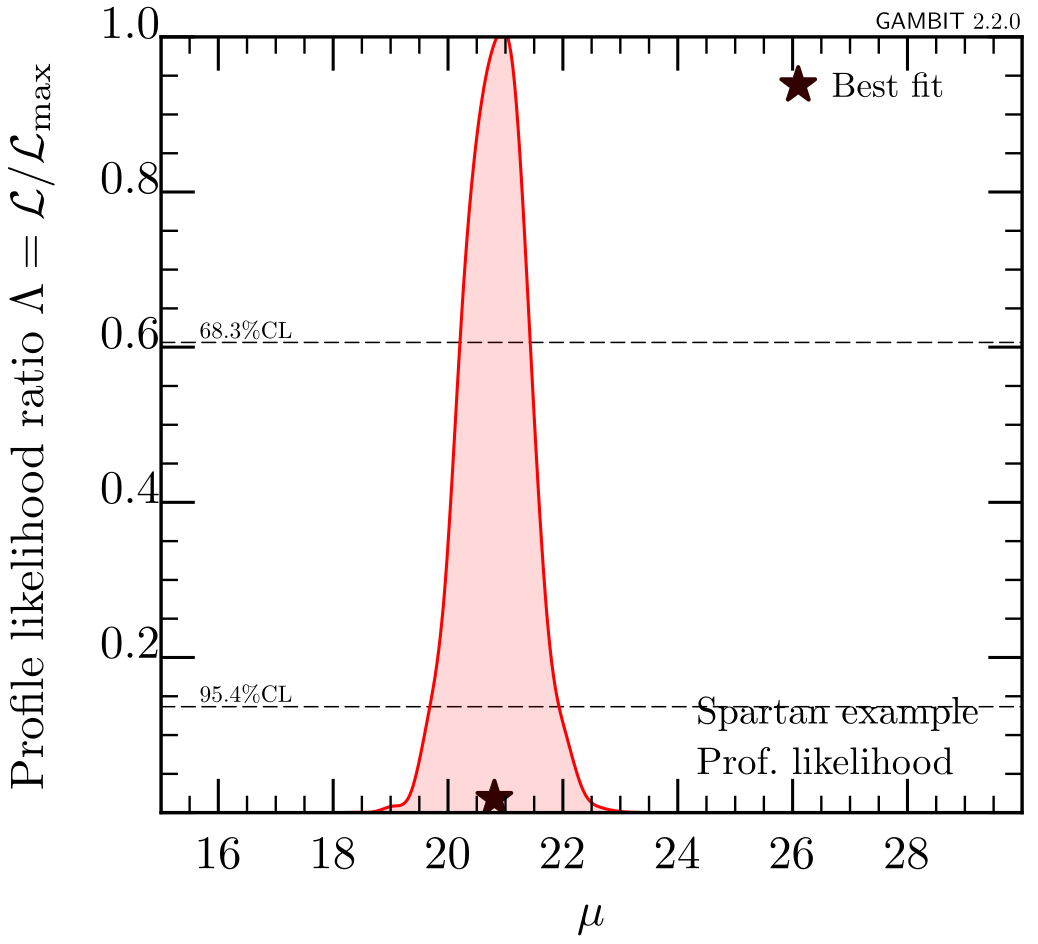 GAMBIT 2.2.0
Profile likelihood ratio Λ = ℒ/ℒmax
1.0
0.8
0.6
0.4
0.2
Best fit
68.3%CL
95.4%CL
Spartan example
Prof. likelihood
16 18 20 22 24 26 28
μ